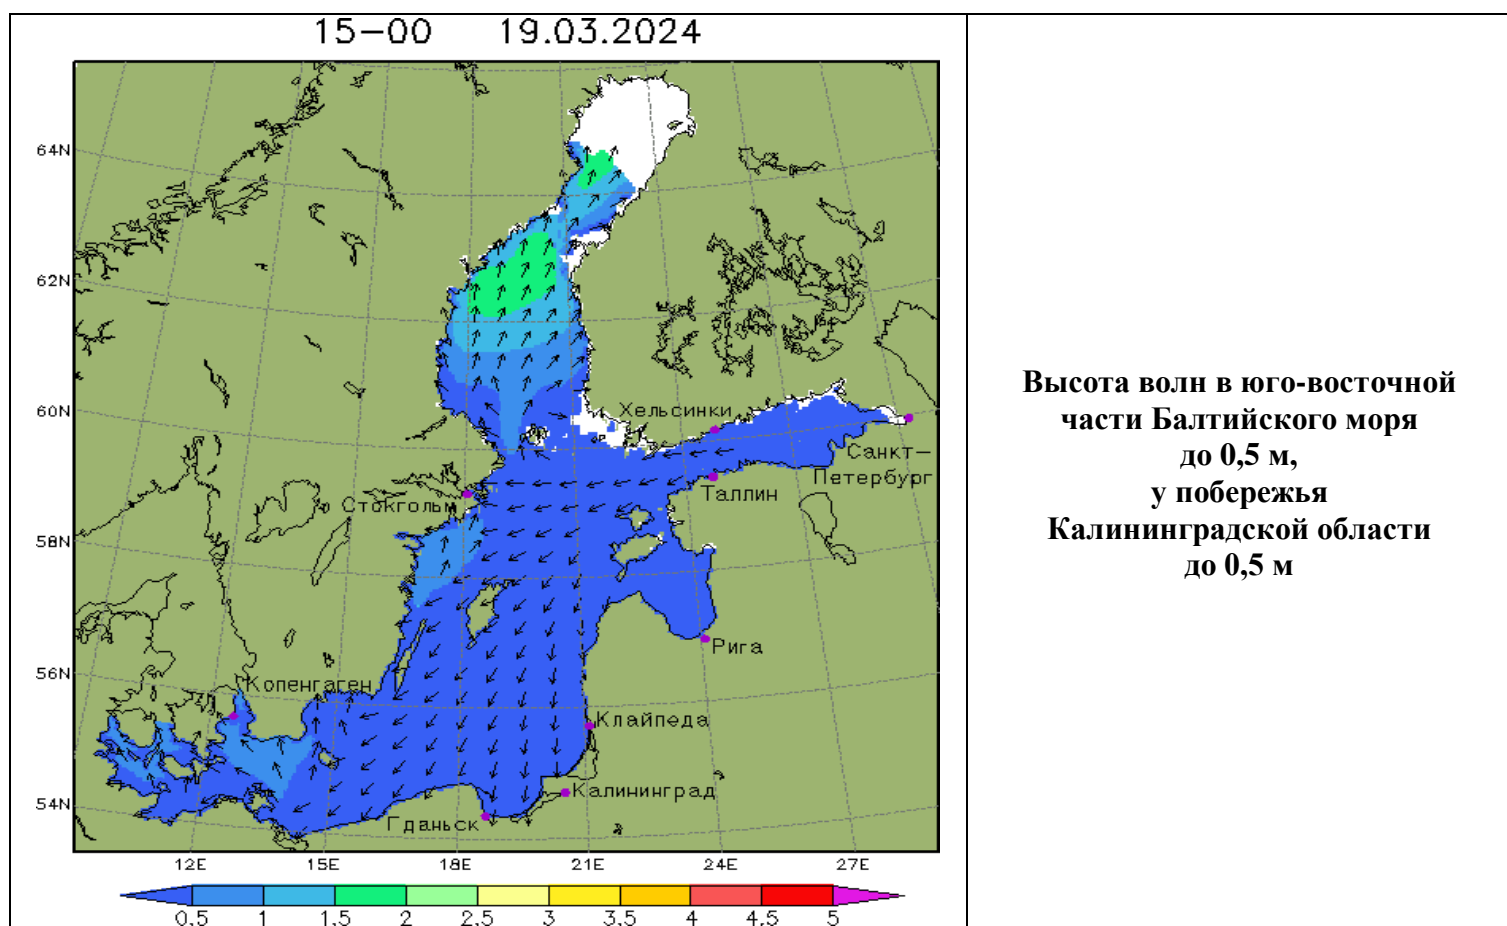 15-00 19.03.2024
64N
62N
60N
58N
56N
54N
Хельсинки
Санкт-
Петербург
Таллин
Стокгольм
Рига
Копенгаген
Клайпеда
Калининград
Гданьск
12E 15E 18E 21E 24E 27E
0.5 1 1.5 2 2.5 3 3.5 4 4.5 5
Высота волн в юго-восточной
части Балтийского моря
до 0,5 м,
у побережья
Калининградской области
до 0,5 м